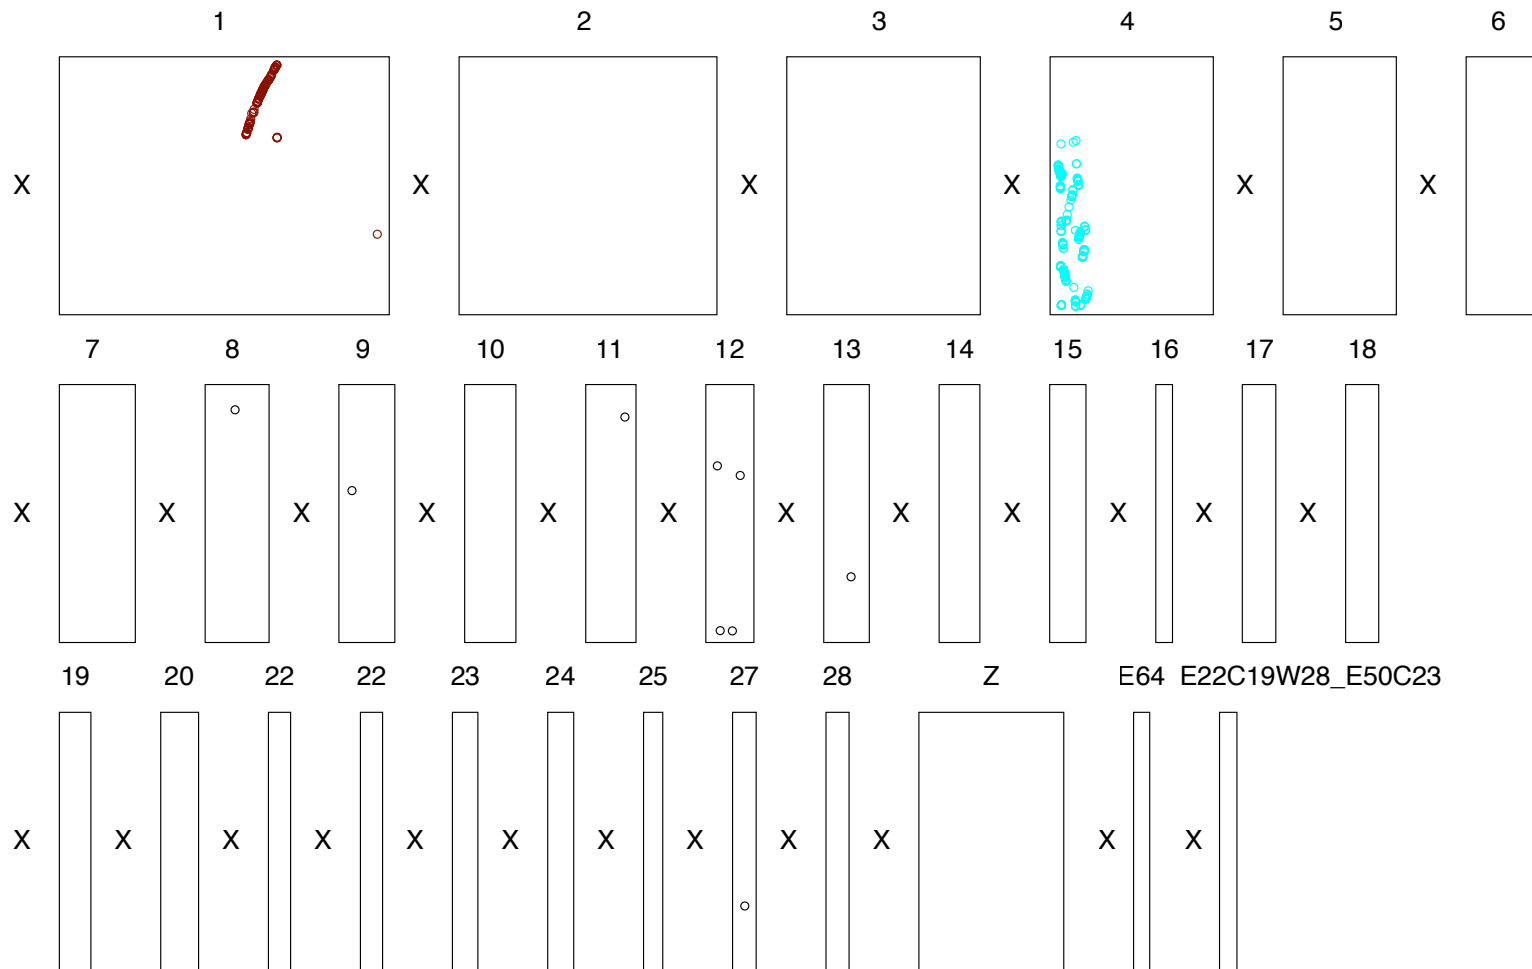 1 2 3 4 5 6
X X X X X X
7 8 9 10 11 12 13 14 15 16 17 18
X X X X X X X X X X X X
19 20 22 22 23 24 25 27 28 Z E64 E22C19W28_E50C23
X X X X X X X X X X X X